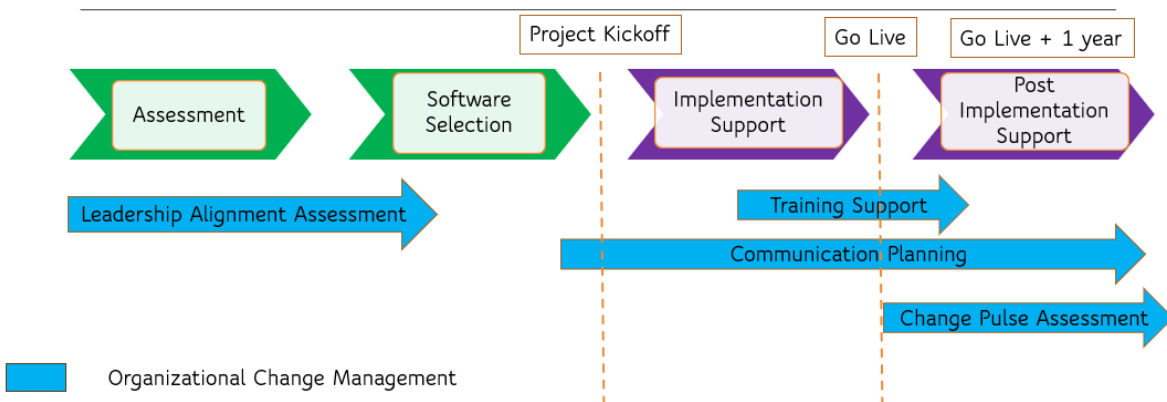 Project Kickoff
Go Live
Go Live + 1 year
Assessment
Software
Selection
Implementation
Support
Post
Implementation
Support
Leadership Alignment Assessment
Training Support
Communication Planning
Change Pulse Assessment
Organizational Change Management